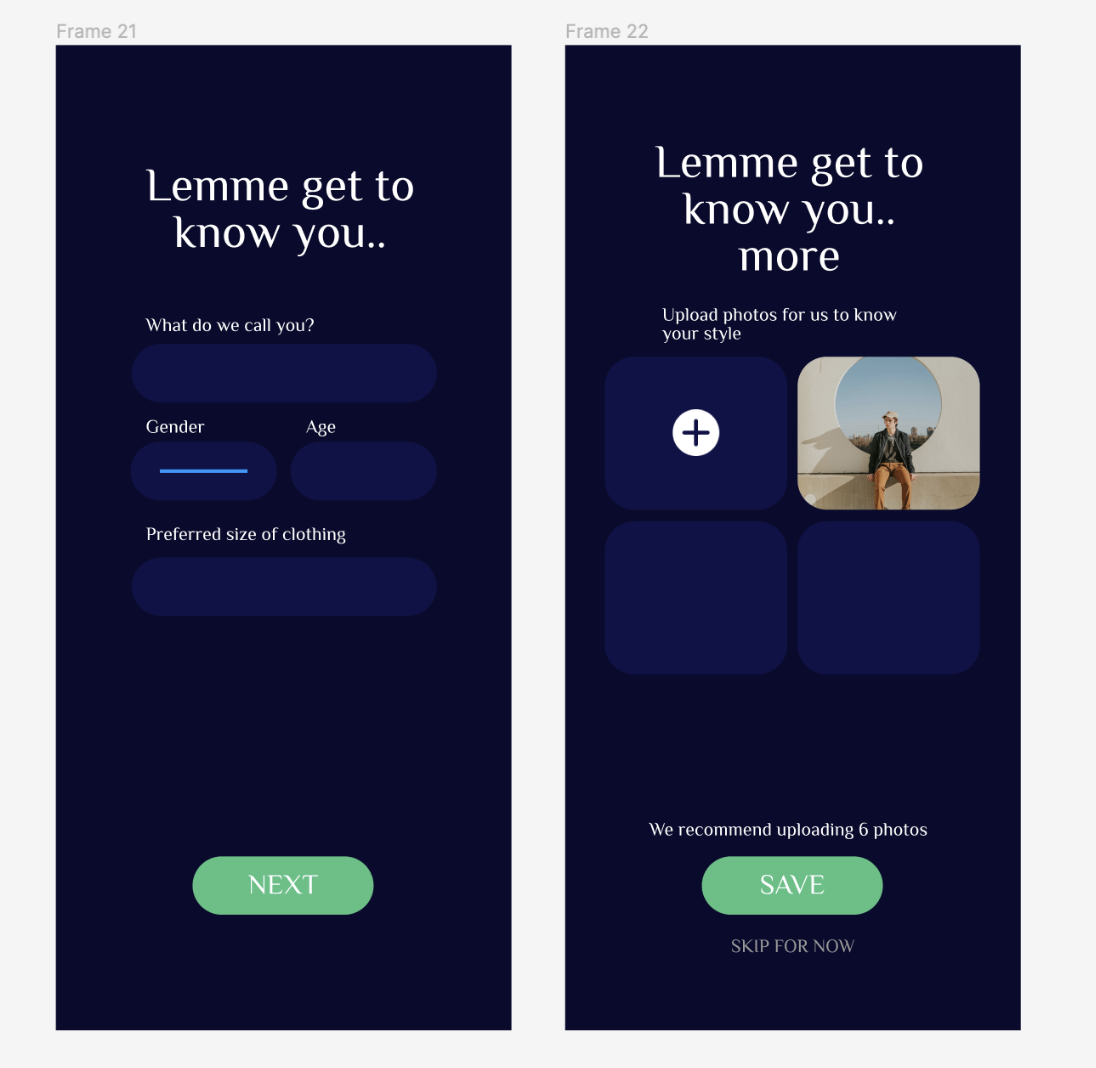 Frame 21
Lemme get to
know you..
What do we call you?
Gender
Age
Preferred size of clothing
NEXT
Frame 22
Lemme get to
know you..
more
Upload photos for us to know
your style
We recommend uploading 6 photos
SAVE
SKIP FOR NOW